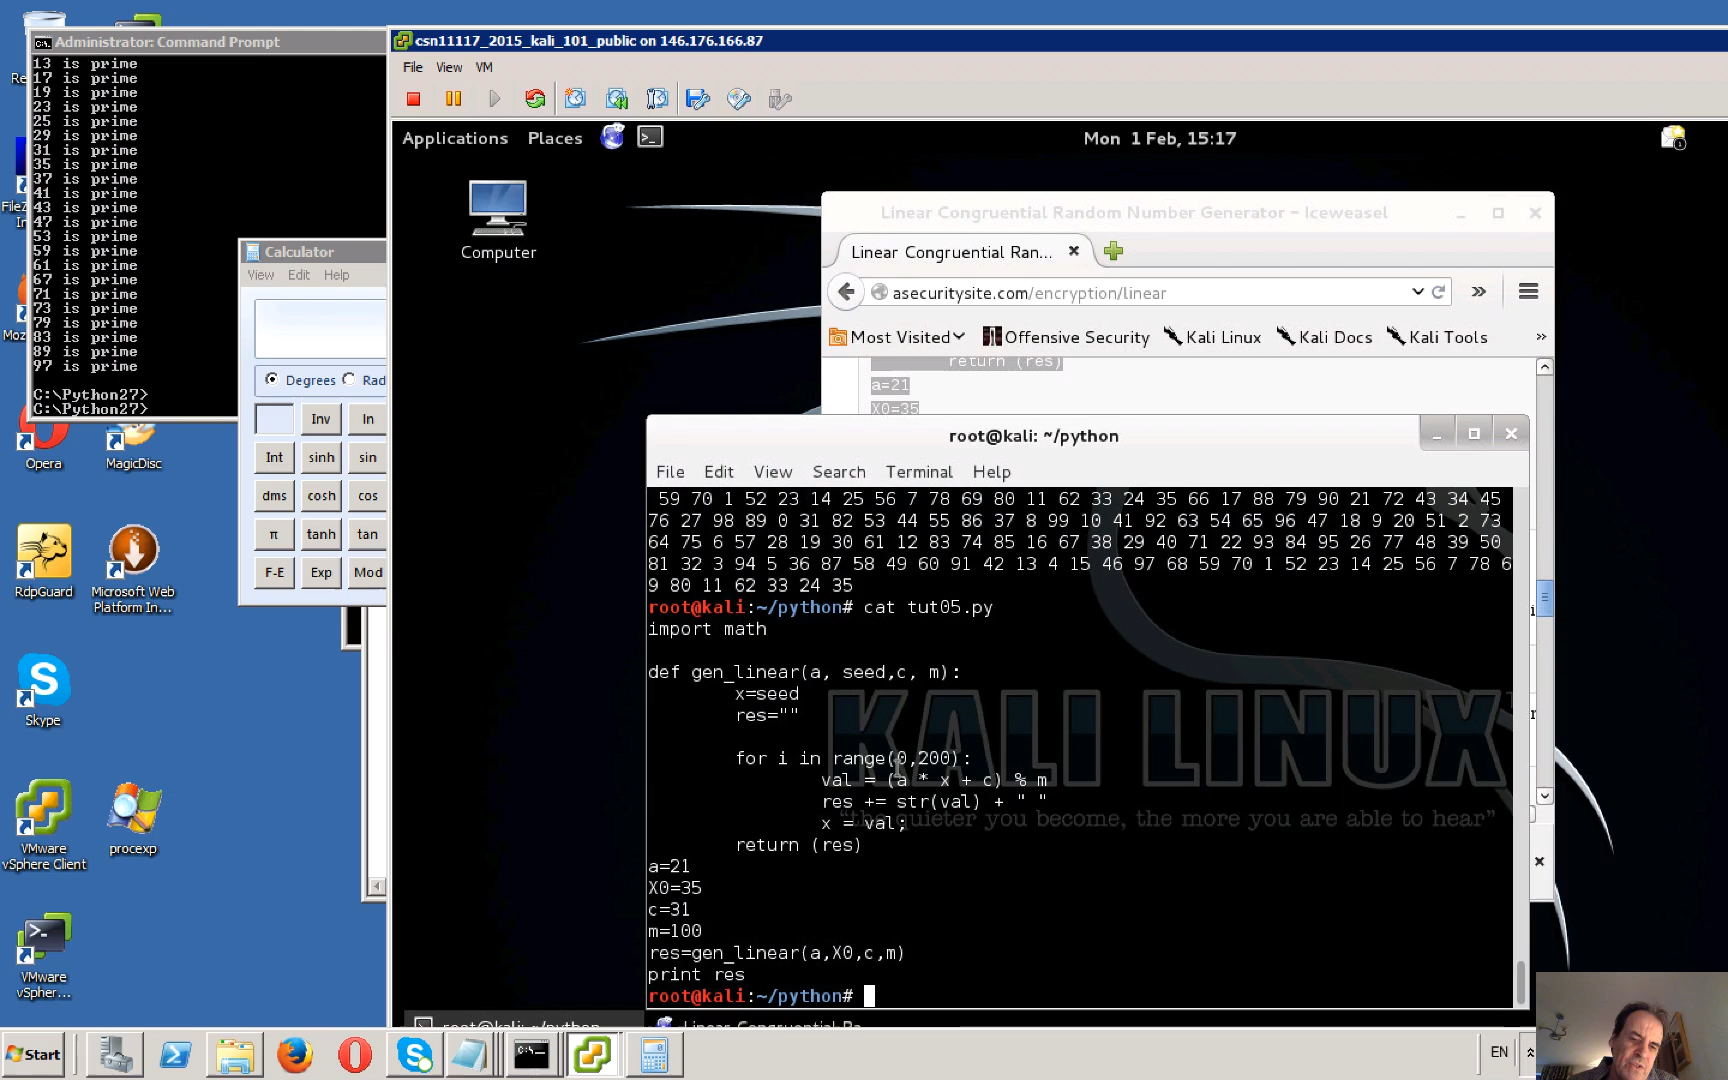 Administrator: Command Prompt
13 is prime
17 is prime
19 is prime
23 is prime
25 is prime
29 is prime
31 is prime
35 is prime
37 is prime
41 is prime
43 is prime
47 is prime
53 is prime
59 is prime
61 is prime
67 is prime
71 is prime
73 is prime
79 is prime
83 is prime
89 is prime
97 is prime
C:\Python27>
C:\Python27>
Calculator
View Edit Help
Degrees Rad
Inv In
Int sinh sin
dms cosh cos
π tanh tan
F-E Exp Mod
Opera
MagicDisc
RdpGuard
Microsoft Web
Platform In...
Skype
VMware
vSphere Client
procexp
VMware
vSpher...
csn11117_2015_kali_101_public on 146.176.166.87
File View VM
Applications Places
Mon 1 Feb, 15:17
Computer
Linear Congruential Random Number Generator – Iceweasel
Linear Congruential Ran...
asecuritysite.com/encryption/linear
Most Visited Offensive Security Kali Linux Kali Docs Kali Tools
return (res)
a=21
X0=35
root@kali: ~/python
File Edit View Search Terminal Help
59 70 1 52 23 14 25 56 7 78 69 80 11 62 33 24 35 66 17 88 79 90 21 72 43 34 45
76 27 98 89 0 31 82 53 44 55 86 37 8 99 10 41 92 63 54 65 96 47 18 9 20 51 2 73
64 75 6 57 28 19 30 61 12 83 74 85 16 67 38 29 40 71 22 93 84 95 26 77 48 39 50
81 32 3 94 5 36 87 58 49 60 91 42 13 4 15 46 97 68 59 70 1 52 23 14 25 56 7 78 6
9 80 11 62 33 24 35
root@kali:~/python# cat tut05.py
import math
def gen_linear(a, seed,c, m):
x=seed
res=""
for i in range(0,200):
val = (a * x + c) % m
res += str(val) + " "
x = val;
return (res)
a=21
X0=35
c=31
m=100
res=gen_linear(a,X0,c,m)
print res
root@kali:~/python#
KALI LINUX
"the quieter you become, the more you are able to hear"
root@kali: ~/python
Linear Congruential Ra...
Start
EN